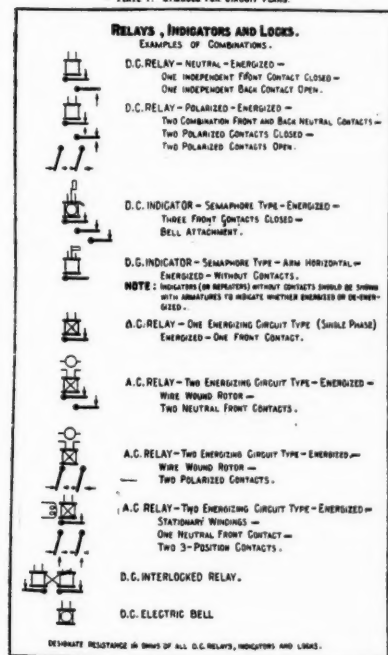 RELAYS, INDICATORS AND LOCKS.
EXAMPLES OF COMBINATIONS.
D.C. RELAY - NEUTRAL - ENERGIZED -
ONE INDEPENDENT FRONT CONTACT CLOSED -
ONE INDEPENDENT BACK CONTACT OPEN.
D.C. RELAY - POLARIZED - ENERGIZED -
TWO COMBINATION FRONT AND BACK NEUTRAL CONTACTS -
TWO POLARIZED CONTACTS CLOSED -
TWO POLARIZED CONTACTS OPEN.
D.C. INDICATOR - SEMAPHORE TYPE - ENERGIZED -
THREE FRONT CONTACTS CLOSED -
BELL ATTACHMENT.
D.C. INDICATOR - SEMAPHORE TYPE - ARM HORIZONTAL -
ENERGIZED - WITHOUT CONTACTS.
NOTE: INDICATORS (OR REPEATERS) WITHOUT CONTACTS SHOULD BE SHOWN
WITH ARMATURES TO INDICATE WHETHER ENERGIZED OR DE-ENER-
GIZED.
A.C. RELAY - ONE ENERGIZING CIRCUIT TYPE (SINGLE PHASE)
ENERGIZED - ONE FRONT CONTACT.
A.C. RELAY - TWO ENERGIZING CIRCUIT TYPE - ENERGIZED -
WIRE WOUND ROTOR -
TWO NEUTRAL FRONT CONTACTS.
A.C. RELAY - TWO ENERGIZING CIRCUIT TYPE - ENERGIZED -
WIRE WOUND ROTOR -
TWO POLARIZED CONTACTS.
A.C RELAY - TWO ENERGIZING CIRCUIT TYPE - ENERGIZED -
STATIONARY WINDINGS -
ONE NEUTRAL FRONT CONTACT -
TWO 3-POSITION CONTACTS.
D.C. INTERLOCKED RELAY.
D.C. ELECTRIC BELL
DESIGNATE RESISTANCE IN OHMS OF ALL D.C. RELAYS, INDICATORS AND LOCKS.